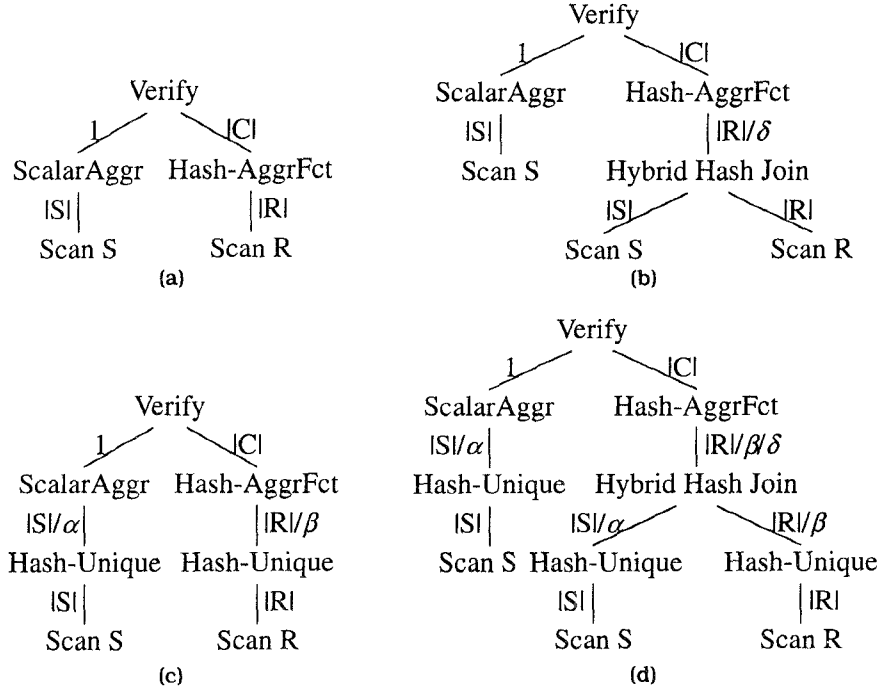 Verify
1 |C|
ScalarAggr Hash-AggrFct
|S| |R|
Scan S Scan R
(a)
Verify
1 |C|
ScalarAggr Hash-AggrFct
|S| |R|/δ
Scan S Hybrid Hash Join
|S| |R|
Scan S Scan R
(b)
Verify
1 |C|
ScalarAggr Hash-AggrFct
|S|/α |R|/β
Hash-Unique Hash-Unique
|S| |R|
Scan S Scan R
(c)
Verify
1 |C|
ScalarAggr Hash-AggrFct
|S|/α |R|/β/δ
Hash-Unique Hybrid Hash Join
|S| |S|/α |R|/β
Scan S Hash-Unique Hash-Unique
|S| |R|
Scan S Scan R
(d)